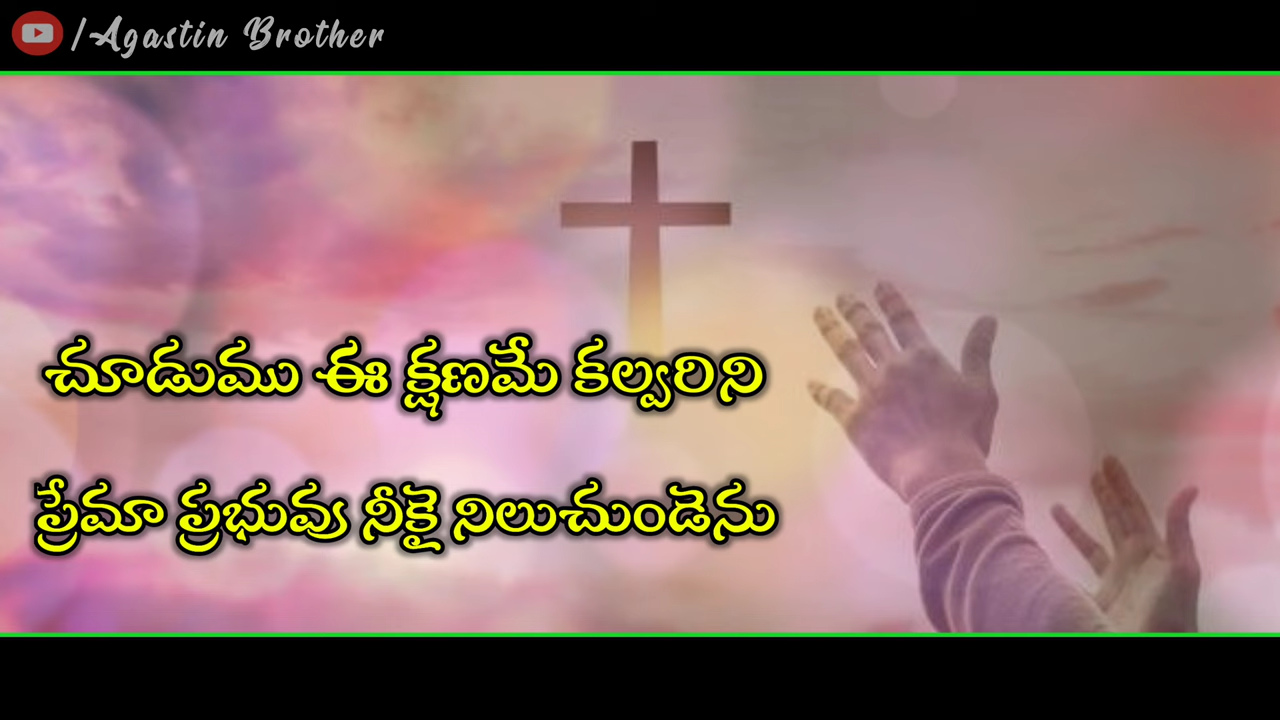 /Agastin Brother
చూడుము ఈ క్షణమే కల్వరిని
ప్రేమా ప్రభువు నీకై నిలుచుండెను